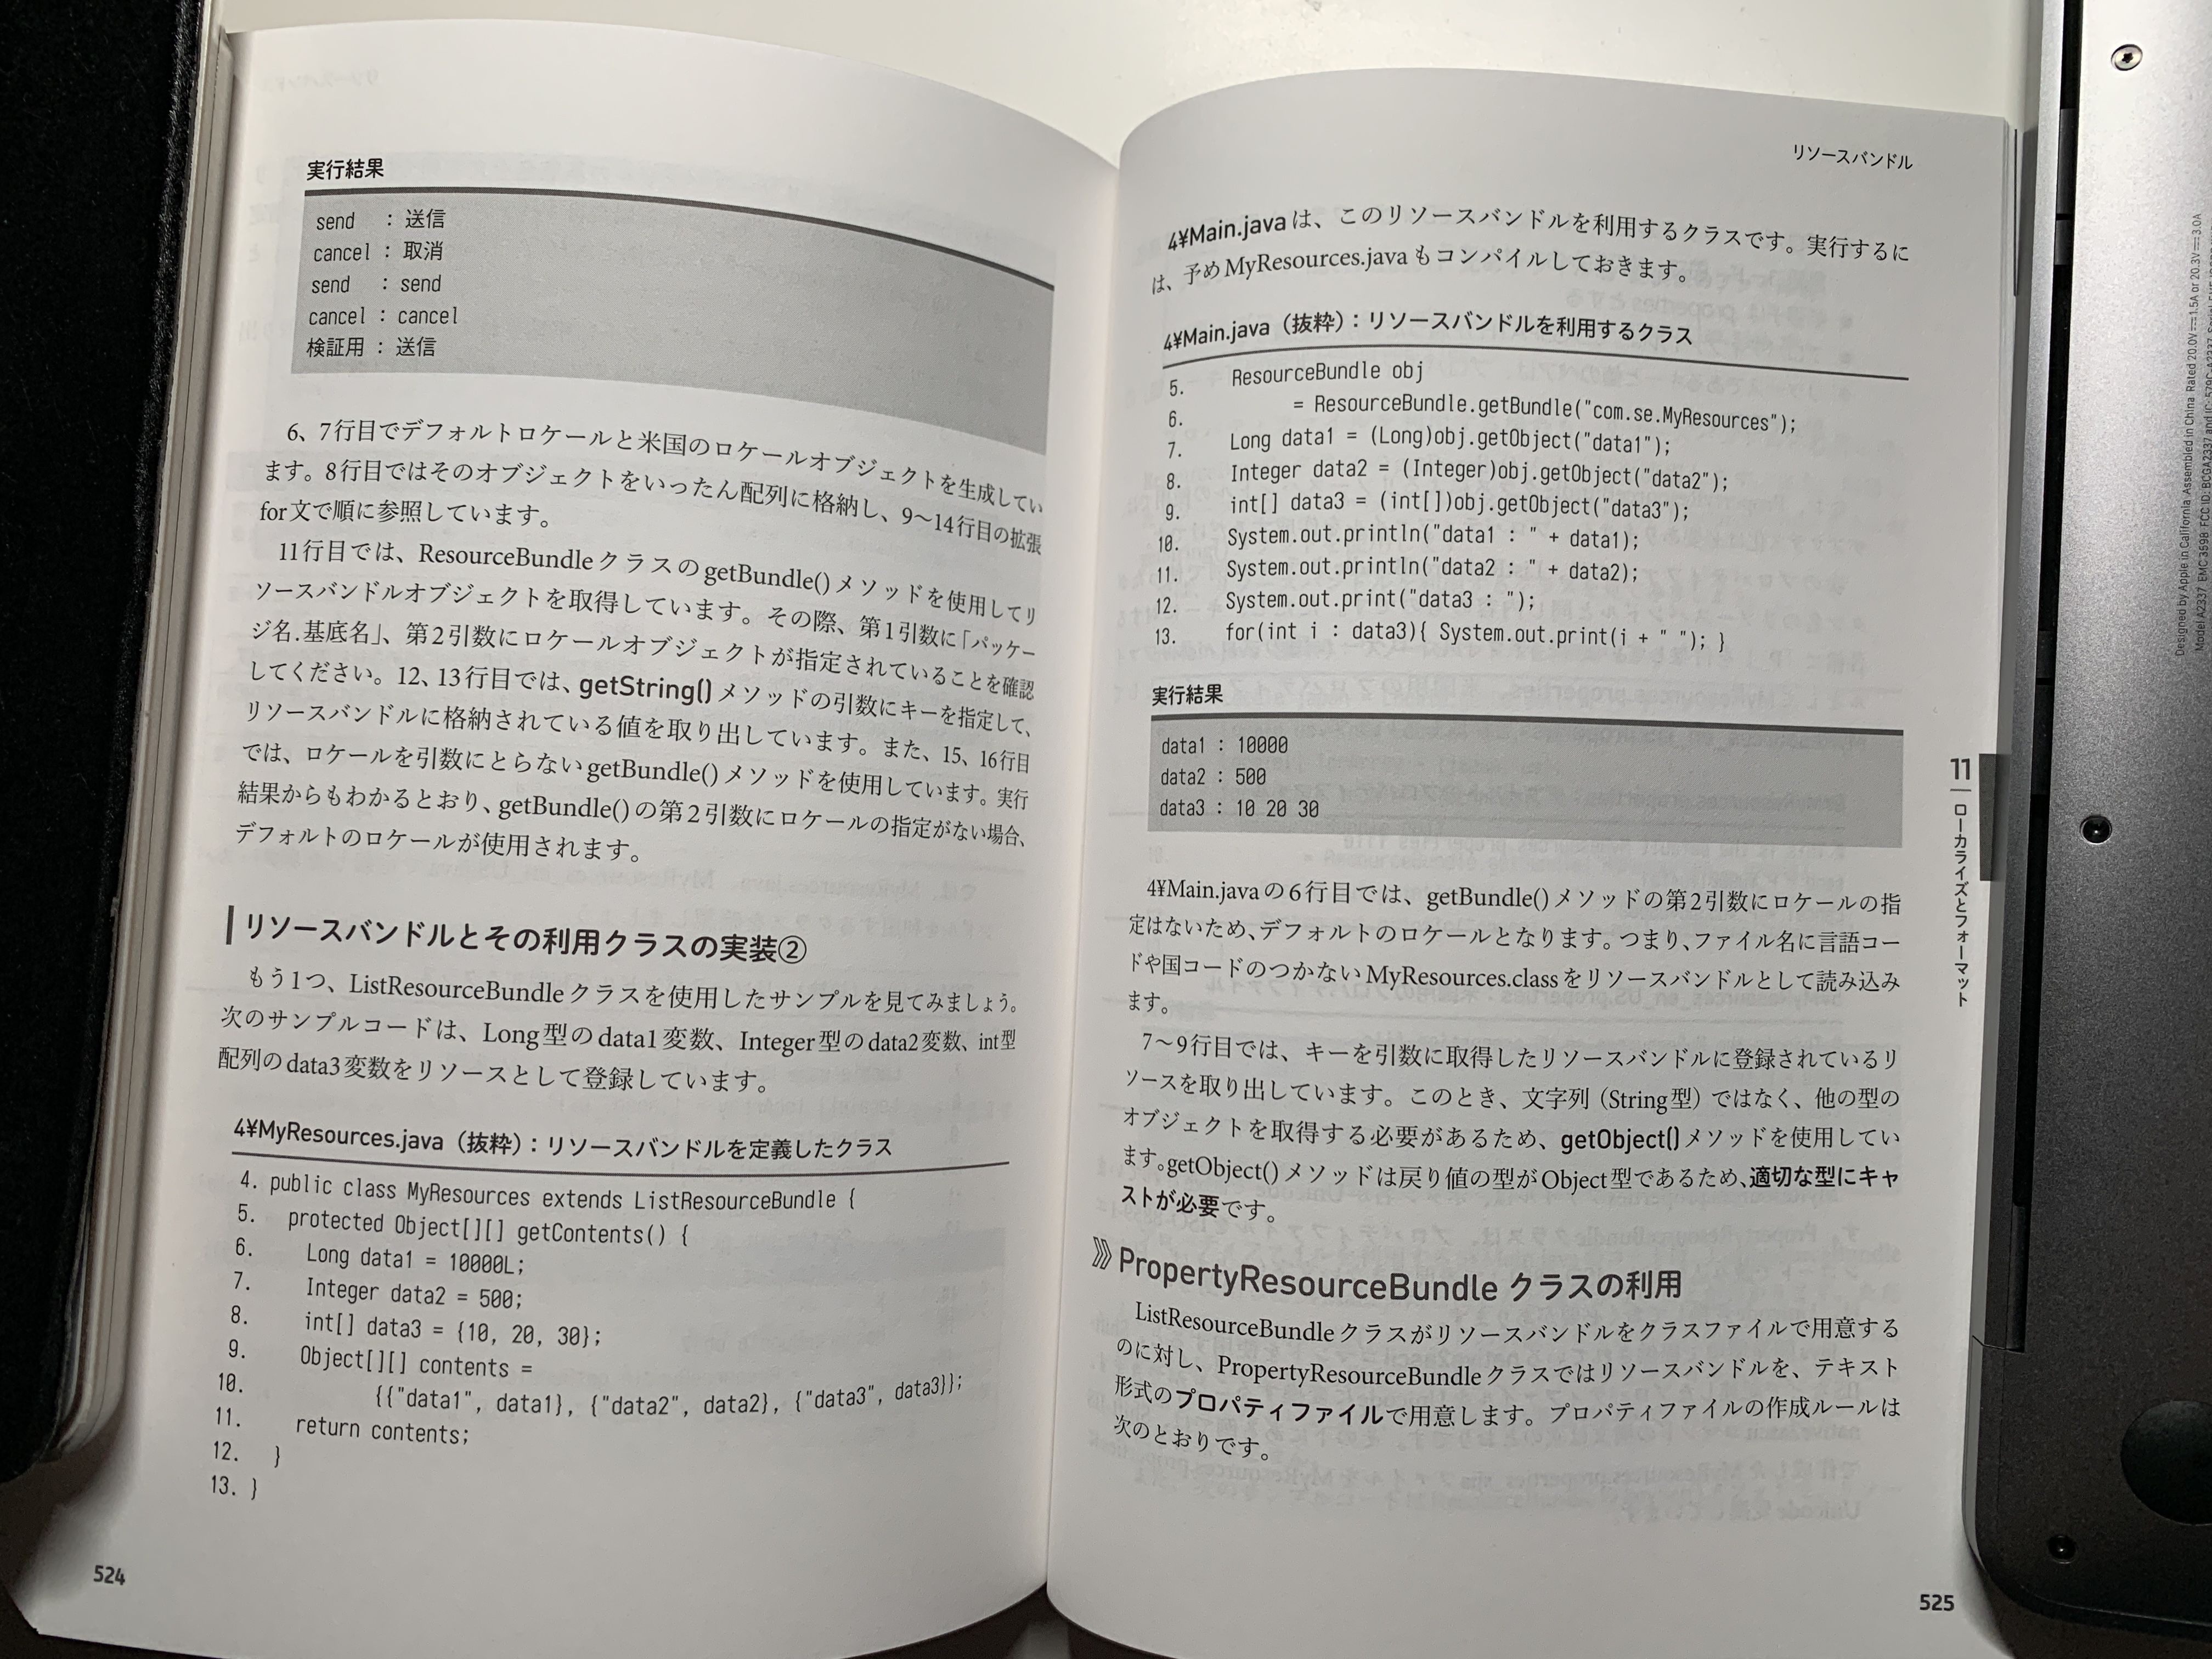 実行結果
send   : 送信
cancel : 取消
send   : send
cancel : cancel
検証用 : 送信
6、7行目でデフォルトロケールと米国のロケールオブジェクトを生成してい
ます。8行目ではそのオブジェクトをいったん配列に格納し、9～14行目の拡張
for文で順に参照しています。
11行目では、ResourceBundleクラスのgetBundle()メソッドを使用してリ
ソースバンドルオブジェクトを取得しています。その際、第1引数に「パッケー
ジ名.基底名」、第2引数にロケールオブジェクトが指定されていることを確認
してください。12、13行目では、getString()メソッドの引数にキーを指定して、
リソースバンドルに格納されている値を取り出しています。また、15、16行目
では、ロケールを引数にとらないgetBundle()メソッドを使用しています。実行
結果からもわかるとおり、getBundle()の第2引数にロケールの指定がない場合、
デフォルトのロケールが使用されます。
リソースバンドルとその利用クラスの実装②
もう1つ、ListResourceBundleクラスを使用したサンプルを見てみましょう。
次のサンプルコードは、Long型のdata1変数、Integer型のdata2変数、int型
配列のdata3変数をリソースとして登録しています。
4¥MyResources.java（抜粋）：リソースバンドルを定義したクラス
4. public class MyResources extends ListResourceBundle {
5.   protected Object[][] getContents() {
6.     Long data1 = 10000L;
7.     Integer data2 = 500;
8.     int[] data3 = {10, 20, 30};
9.     Object[][] contents =
10.           {{"data1", data1}, {"data2", data2}, {"data3", data3}};
11.    return contents;
12.  }
13. }
524
リソースバンドル
4¥Main.javaは、このリソースバンドルを利用するクラスです。実行するに
は、予めMyResources.javaもコンパイルしておきます。
4¥Main.java（抜粋）：リソースバンドルを利用するクラス
5.    ResourceBundle obj
6.          = ResourceBundle.getBundle("com.se.MyResources");
7.    Long data1 = (Long)obj.getObject("data1");
8.    Integer data2 = (Integer)obj.getObject("data2");
9.    int[] data3 = (int[])obj.getObject("data3");
10.   System.out.println("data1 : " + data1);
11.   System.out.println("data2 : " + data2);
12.   System.out.print("data3 : ");
13.   for(int i : data3){ System.out.print(i + " "); }
実行結果
data1 : 10000
data2 : 500
data3 : 10 20 30
4¥Main.javaの6行目では、getBundle()メソッドの第2引数にロケールの指
定はないため、デフォルトのロケールとなります。つまり、ファイル名に言語コー
ドや国コードのつかないMyResources.classをリソースバンドルとして読み込み
ます。
7～9行目では、キーを引数に取得したリソースバンドルに登録されているリ
ソースを取り出しています。このとき、文字列（String型）ではなく、他の型の
オブジェクトを取得する必要があるため、getObject()メソッドを使用してい
ます。getObject()メソッドは戻り値の型がObject型であるため、適切な型にキャ
ストが必要です。
PropertyResourceBundle クラスの利用
ListResourceBundleクラスがリソースバンドルをクラスファイルで用意する
のに対し、PropertyResourceBundleクラスではリソースバンドルを、テキスト
形式のプロパティファイルで用意します。プロパティファイルの作成ルールは
次のとおりです。
11
ローカライズとフォーマット
525
Designed by Apple in California Assembled in China Rated 20.0V⎓1.5A or 20.3V⎓3.0A
Model A2337 EMC 3598 FCC ID: BCGA2337